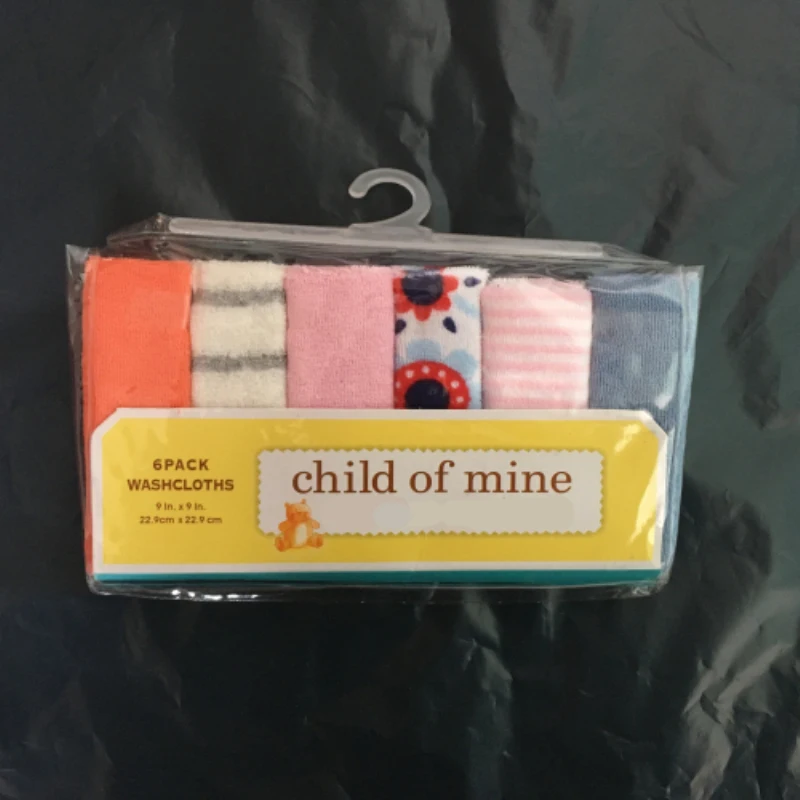 6PACK
WASHCLOTHS
9 in. x 9 in.
22.9cm x 22.9 cm
child of mine